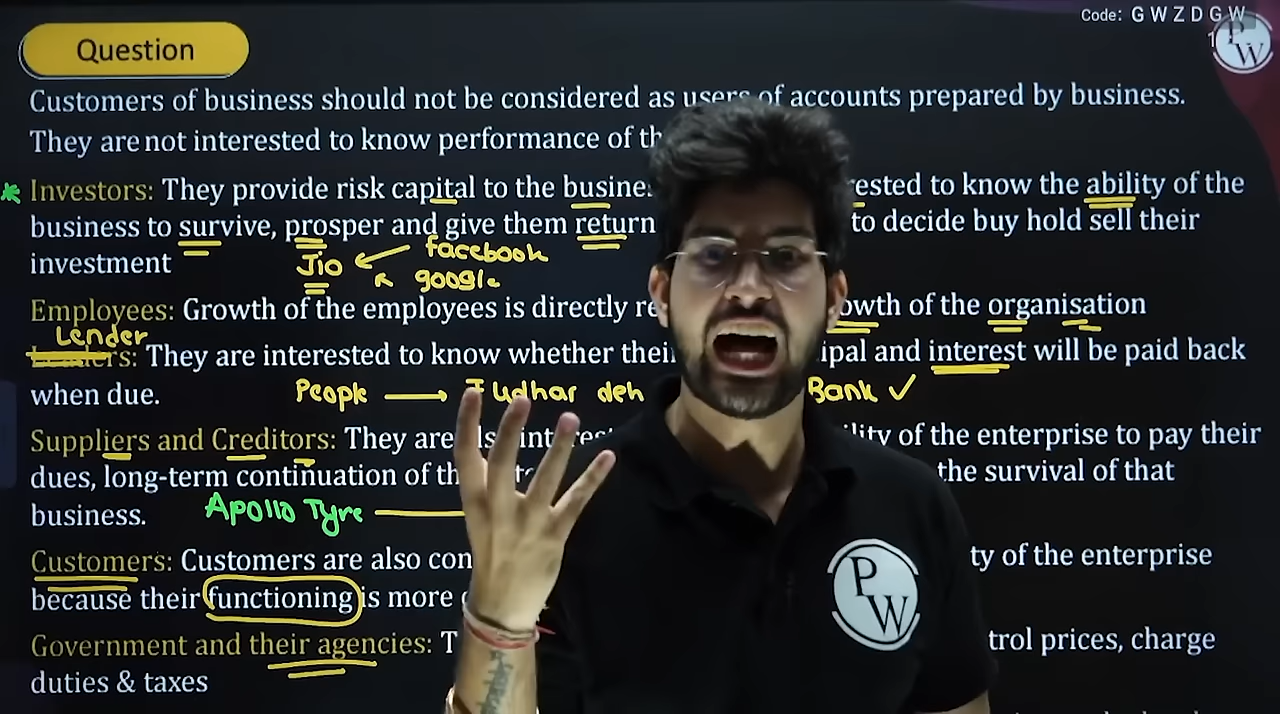 Code: G W Z D G W
Question
P
W
Customers of business should not be considered as users of accounts prepared by business.
They are not interested to know performance of th
* Investors: They provide risk capital to the busine rested to know the ability of the
business to survive, prosper and give them return to decide buy hold sell their
investment Jio facebook
google
Employees: Growth of the employees is directly re owth of the organisation
Lender
ers: They are interested to know whether thei ipal and interest will be paid back
when due. People Udhar deh Bank ✓
Suppliers and Creditors: They are lity of the enterprise to pay their
dues, long-term continuation of th the survival of that
business. Apollo Tyre
Customers: Customers are also con ty of the enterprise
because their functioning is more
Government and their agencies: T trol prices, charge
duties & taxes
P
W